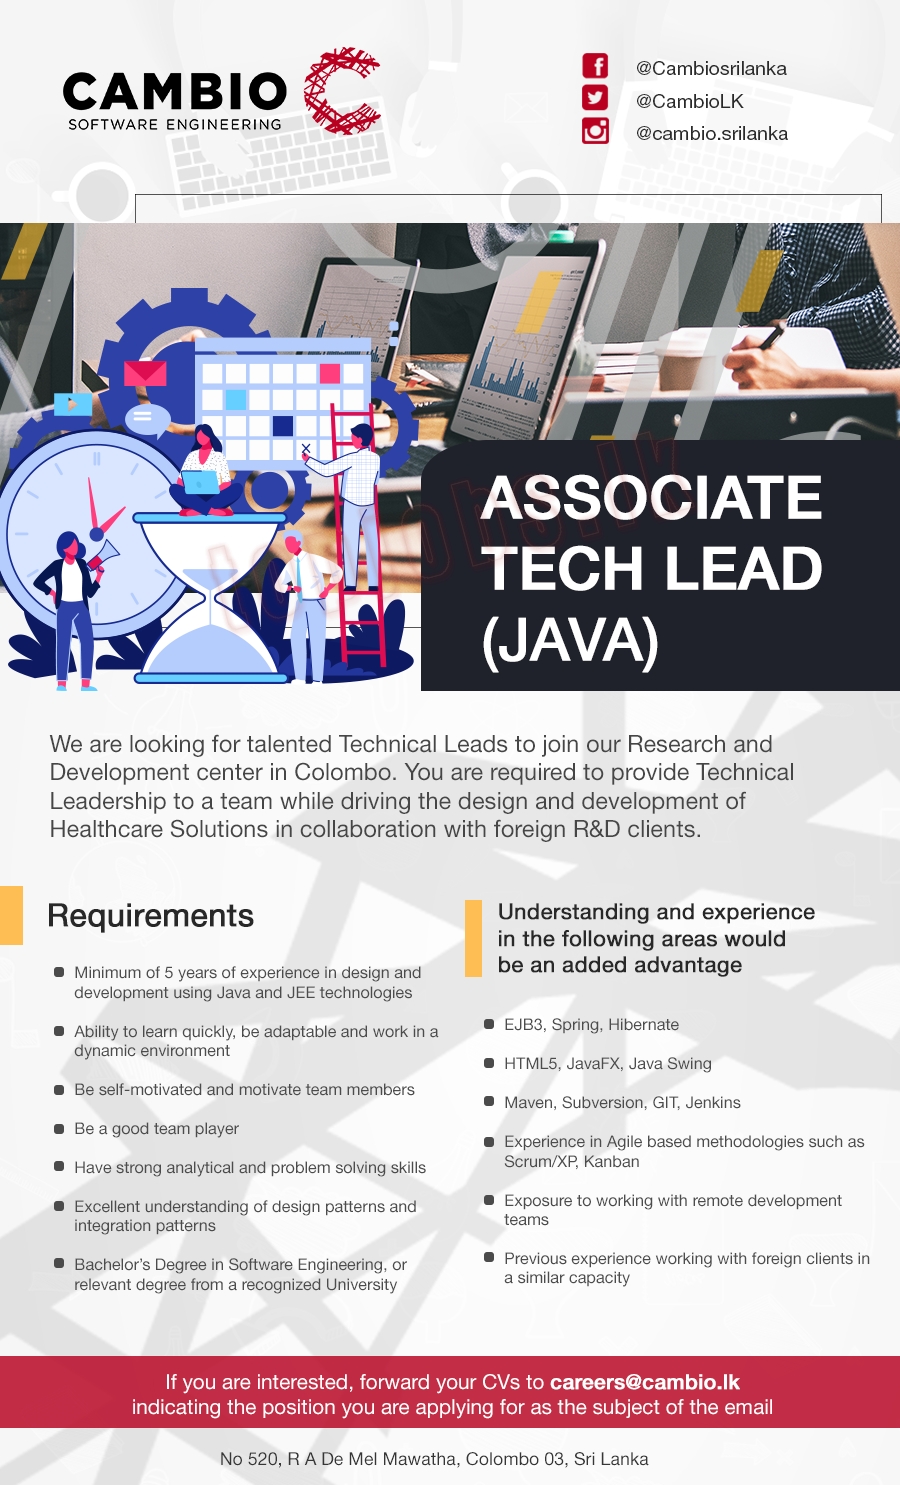 CAMBIO
SOFTWARE ENGINEERING
@Cambiosrilanka
@CambioLK
@cambio.srilanka
ASSOCIATE
TECH LEAD
(JAVA)
We are looking for talented Technical Leads to join our Research and
Development center in Colombo. You are required to provide Technical
Leadership to a team while driving the design and development of
Healthcare Solutions in collaboration with foreign R&D clients.
Requirements
Minimum of 5 years of experience in design and
development using Java and JEE technologies
Ability to learn quickly, be adaptable and work in a
dynamic environment
Be self-motivated and motivate team members
Be a good team player
Have strong analytical and problem solving skills
Excellent understanding of design patterns and
integration patterns
Bachelor's Degree in Software Engineering, or
relevant degree from a recognized University
Understanding and experience
in the following areas would
be an added advantage
EJB3, Spring, Hibernate
HTML5, JavaFX, Java Swing
Maven, Subversion, GIT, Jenkins
Experience in Agile based methodologies such as
Scrum/XP, Kanban
Exposure to working with remote development
teams
Previous experience working with foreign clients in
a similar capacity
If you are interested, forward your CVs to careers@cambio.lk
indicating the position you are applying for as the subject of the email
No 520, R A De Mel Mawatha, Colombo 03, Sri Lanka